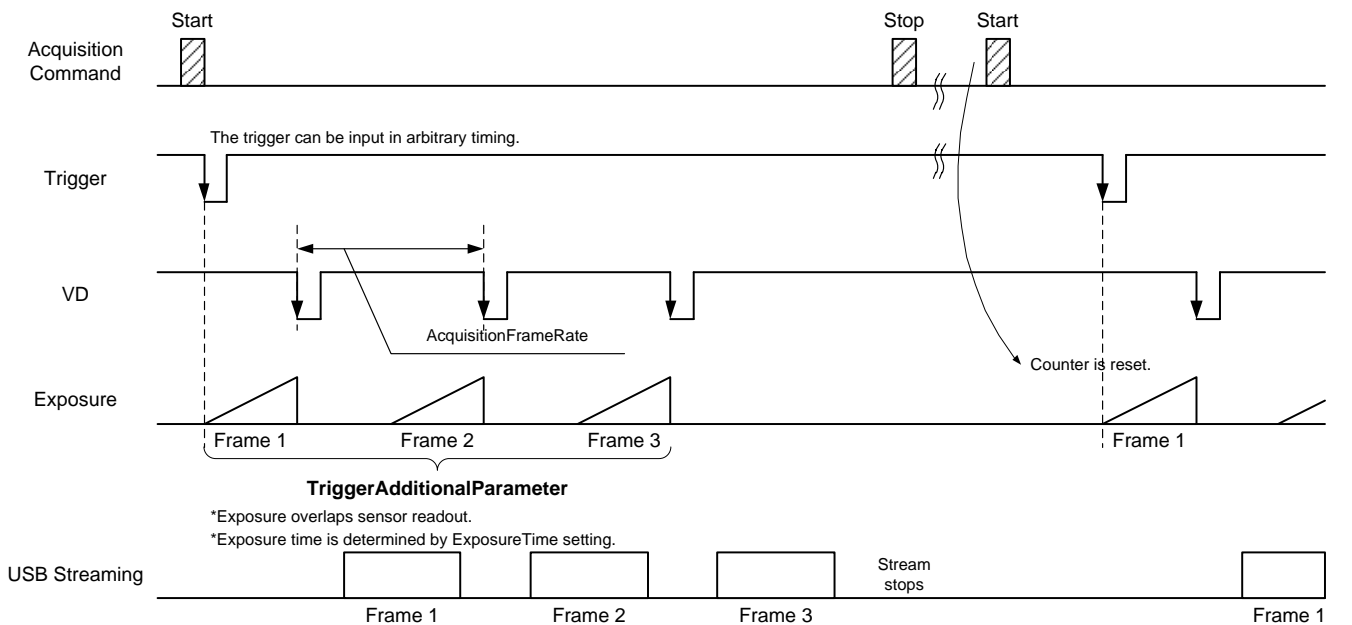 Start
Stop
Start
Acquisition
Command
The trigger can be input in arbitrary timing.
Trigger
VD
AcquisitionFrameRate
Counter is reset.
Exposure
Frame 1
Frame 2
Frame 3
Frame 1
TriggerAdditionalParameter
*Exposure overlaps sensor readout.
*Exposure time is determined by ExposureTime setting.
USB Streaming
Stream
stops
Frame 1
Frame 2
Frame 3
Frame 1